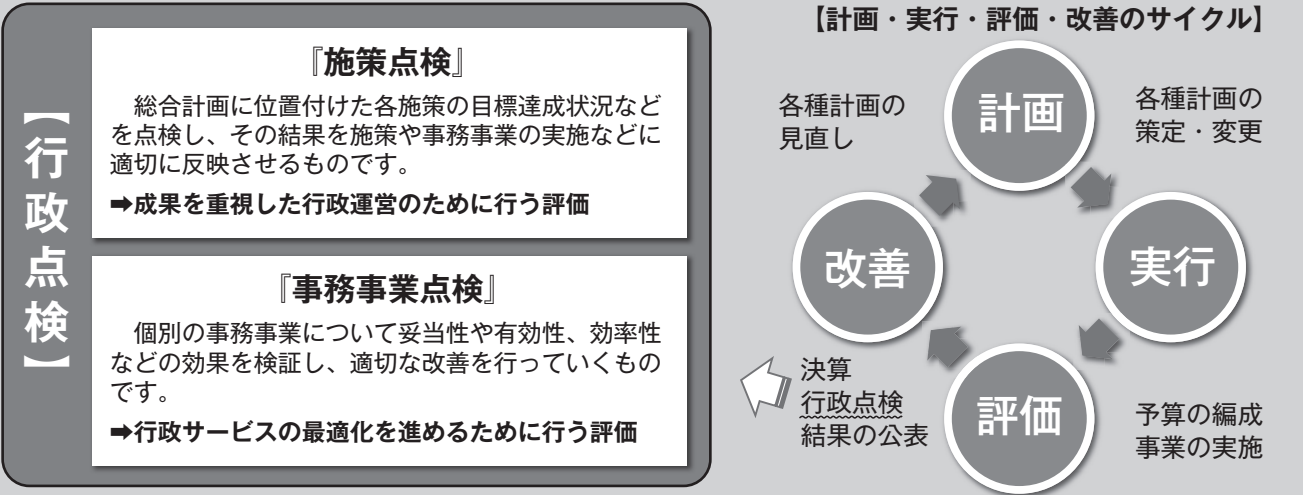 【行政点検】
『施策点検』
総合計画に位置付けた各施策の目標達成状況など
を点検し、その結果を施策や事務事業の実施などに
適切に反映させるものです。
➡成果を重視した行政運営のために行う評価
『事務事業点検』
個別の事務事業について妥当性や有効性、効率性
などの効果を検証し、適切な改善を行っていくもの
です。
➡行政サービスの最適化を進めるために行う評価
【計画・実行・評価・改善のサイクル】
計画
各種計画の
策定・変更
実行
予算の編成
事業の実施
評価
決算
行政点検
結果の公表
改善
各種計画の
見直し